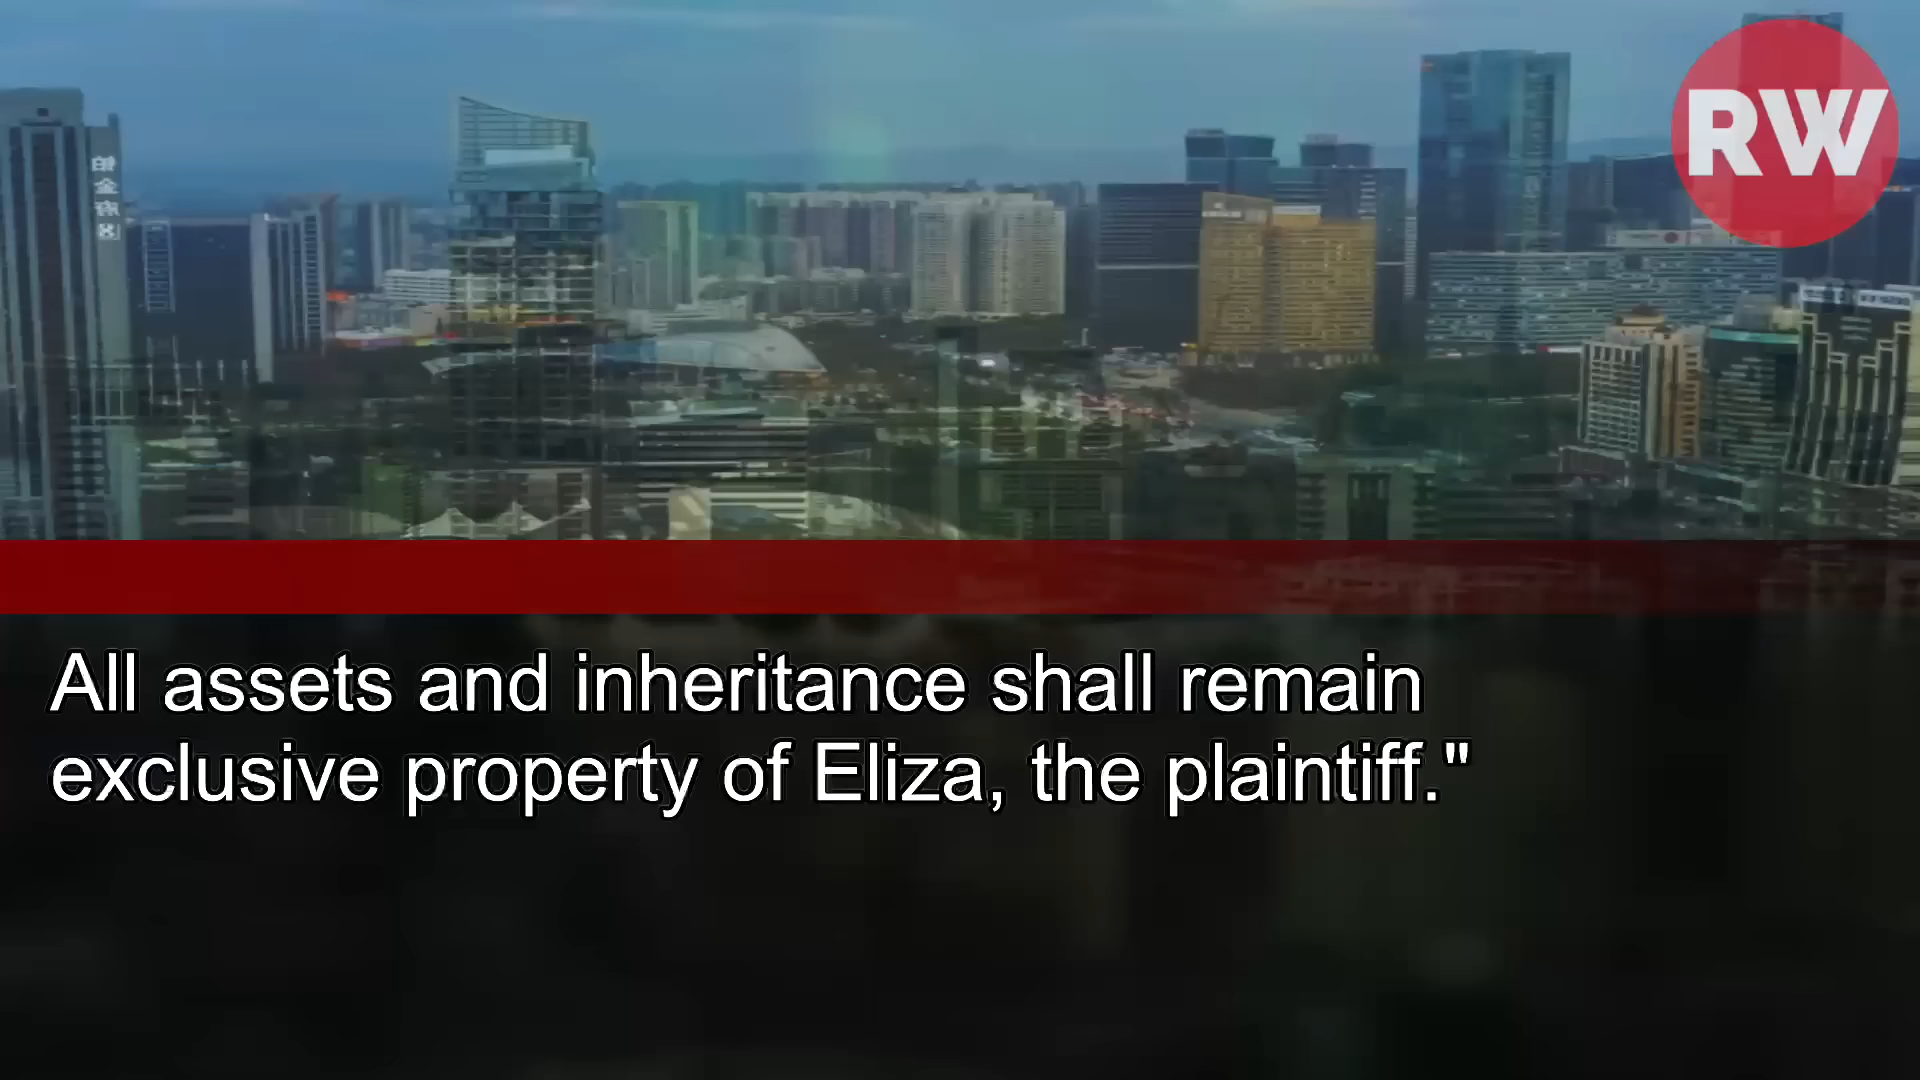 RW
All assets and inheritance shall remain
exclusive property of Eliza, the plaintiff."